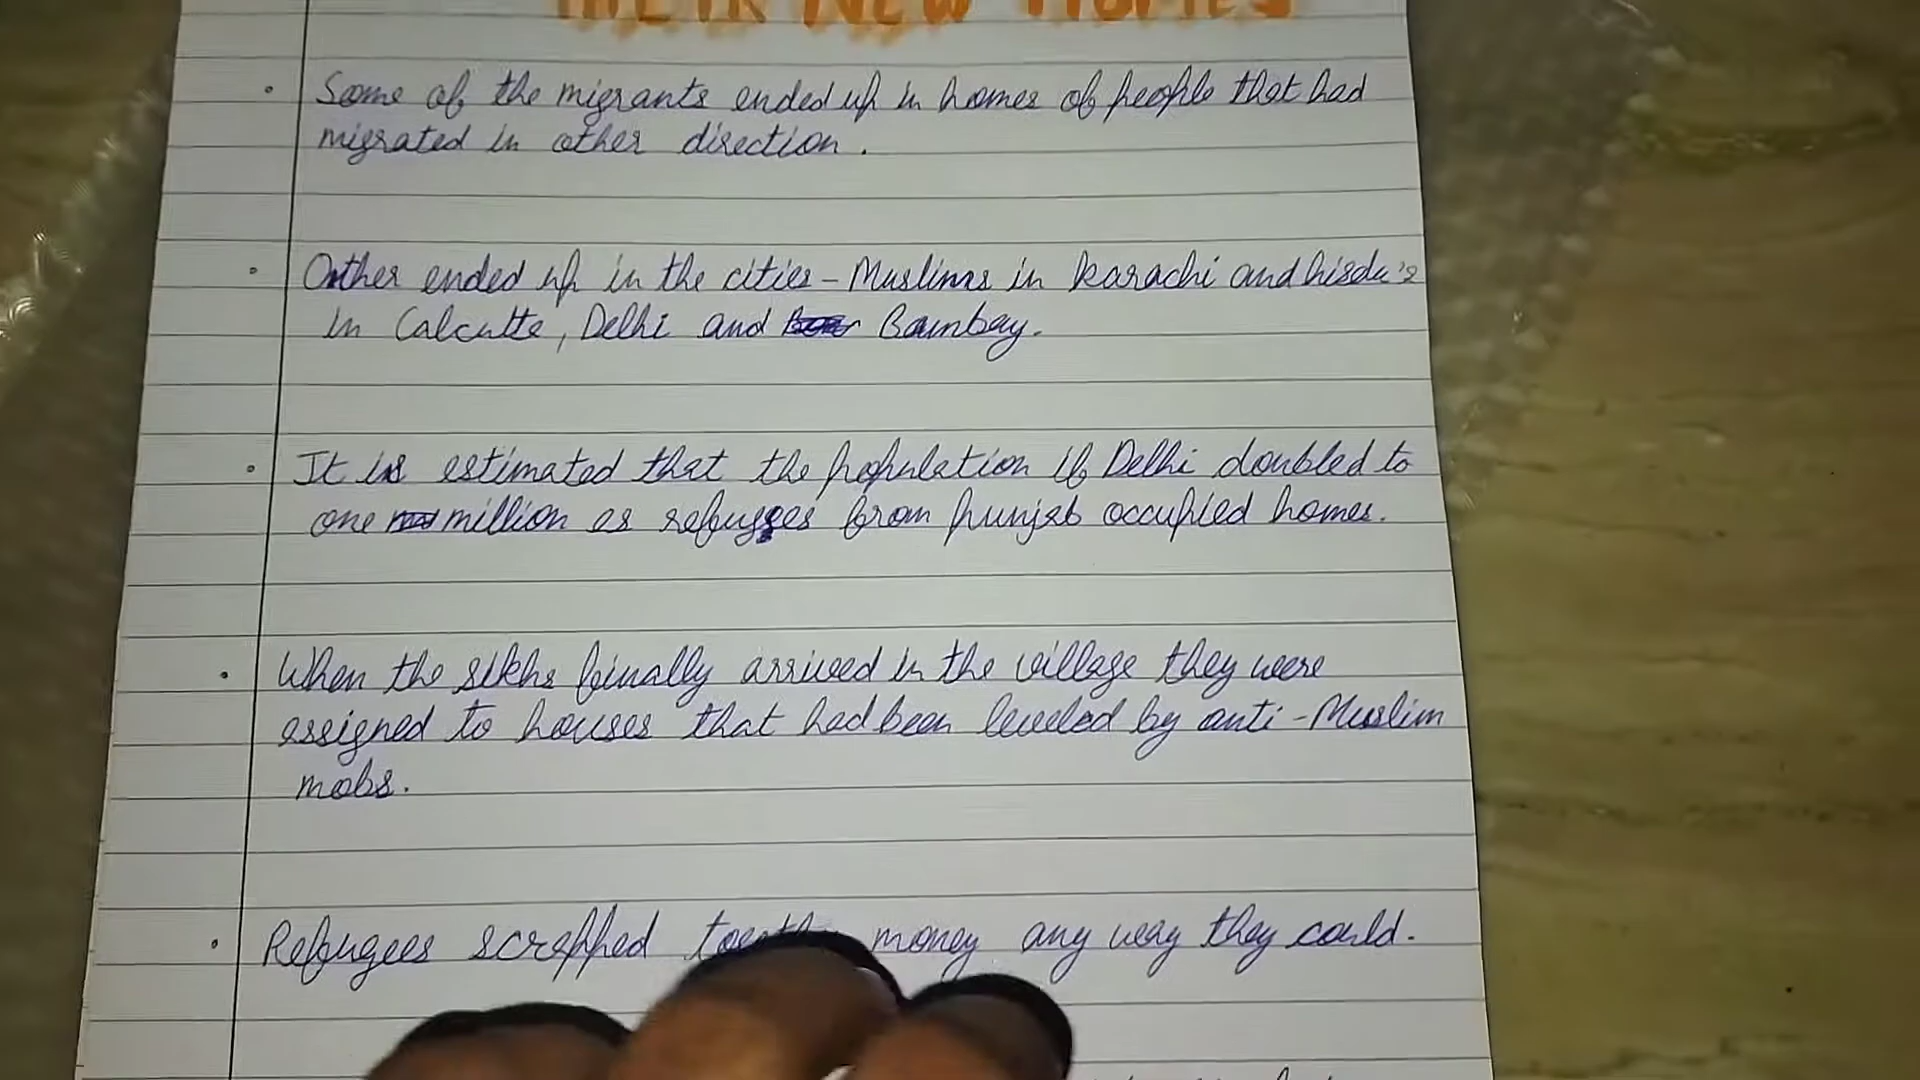 THEIR NEW HOMES
Some of the migrants ended up in homes of people that had
migrated in other direction.
Other ended up in the cities - Muslims in karachi and hindu's
in Calcutta, Delhi and Bombay.
It is estimated that the population of Delhi doubled to
one million as refugees from punjab occupied homes.
When the sikhs finally arrived in the village they were
assigned to houses that had been leveled by anti-Muslim
mobs.
Refugees scrapped money any way they could.